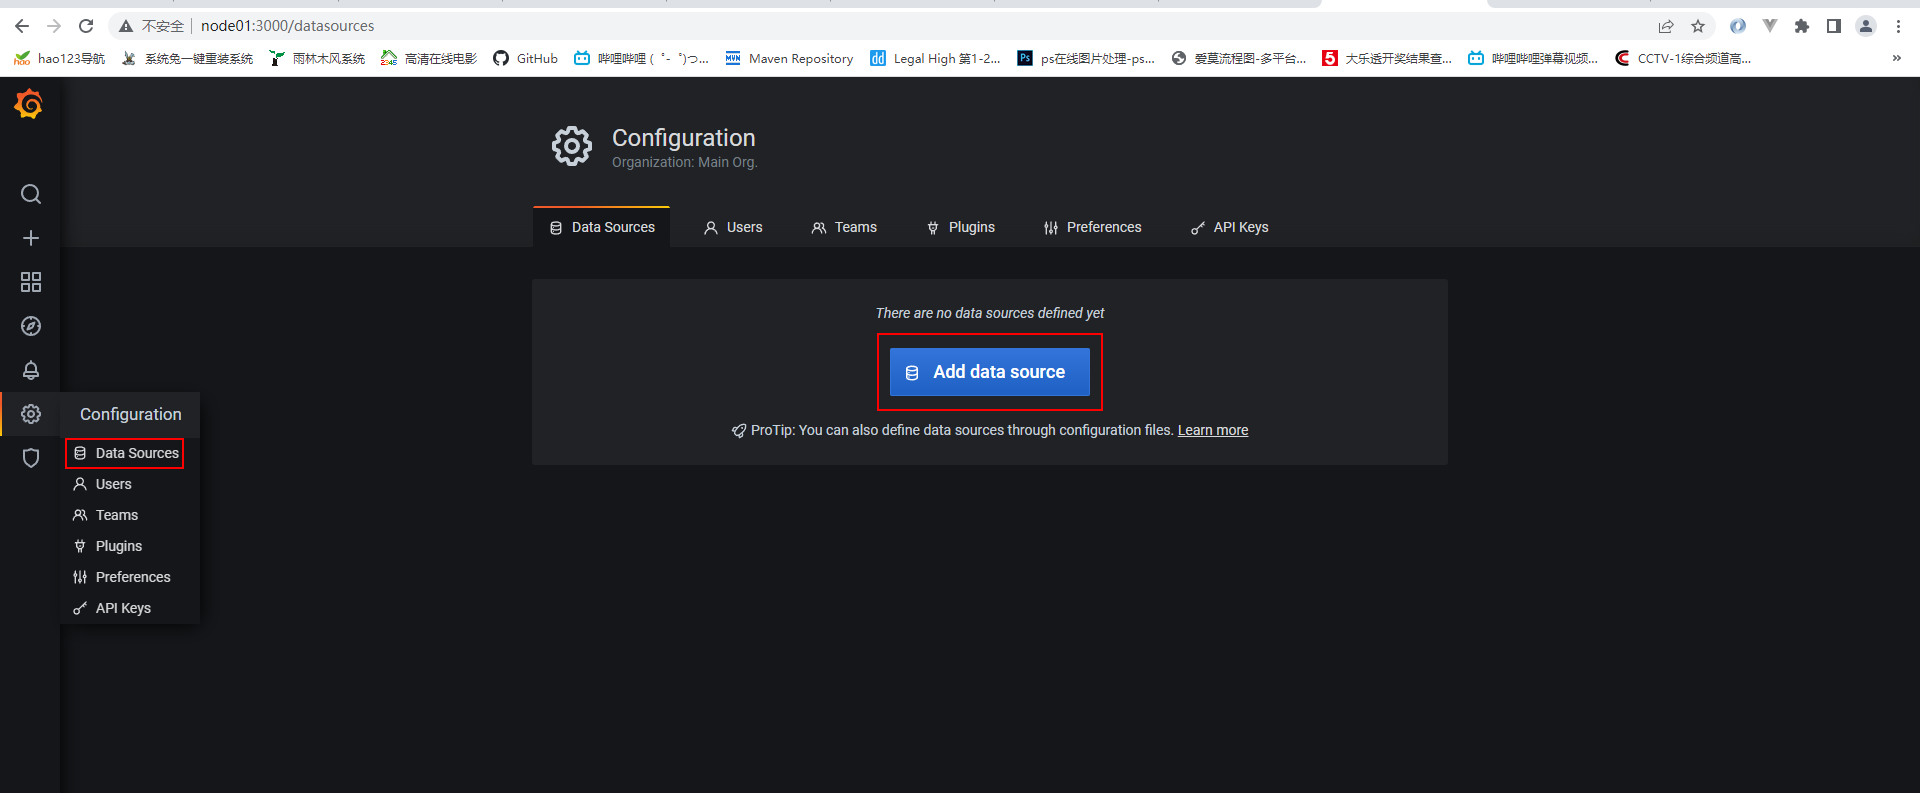 不安全 node01:3000/datasources
hao123导航 系统兔一键重装系统 雨林木风系统 高清在线电影 GitHub 哔哩哔哩 ( ゜- ゜)つ... Maven Repository Legal High 第1-2... ps在线图片处理-ps... 爱莫流程图-多平台... 大乐透开奖结果查... 哔哩哔哩弹幕视频... CCTV-1综合频道高... »
Configuration
Organization: Main Org.
Data Sources Users Teams Plugins Preferences API Keys
There are no data sources defined yet
Add data source
ProTip: You can also define data sources through configuration files. Learn more
Configuration
Data Sources
Users
Teams
Plugins
Preferences
API Keys